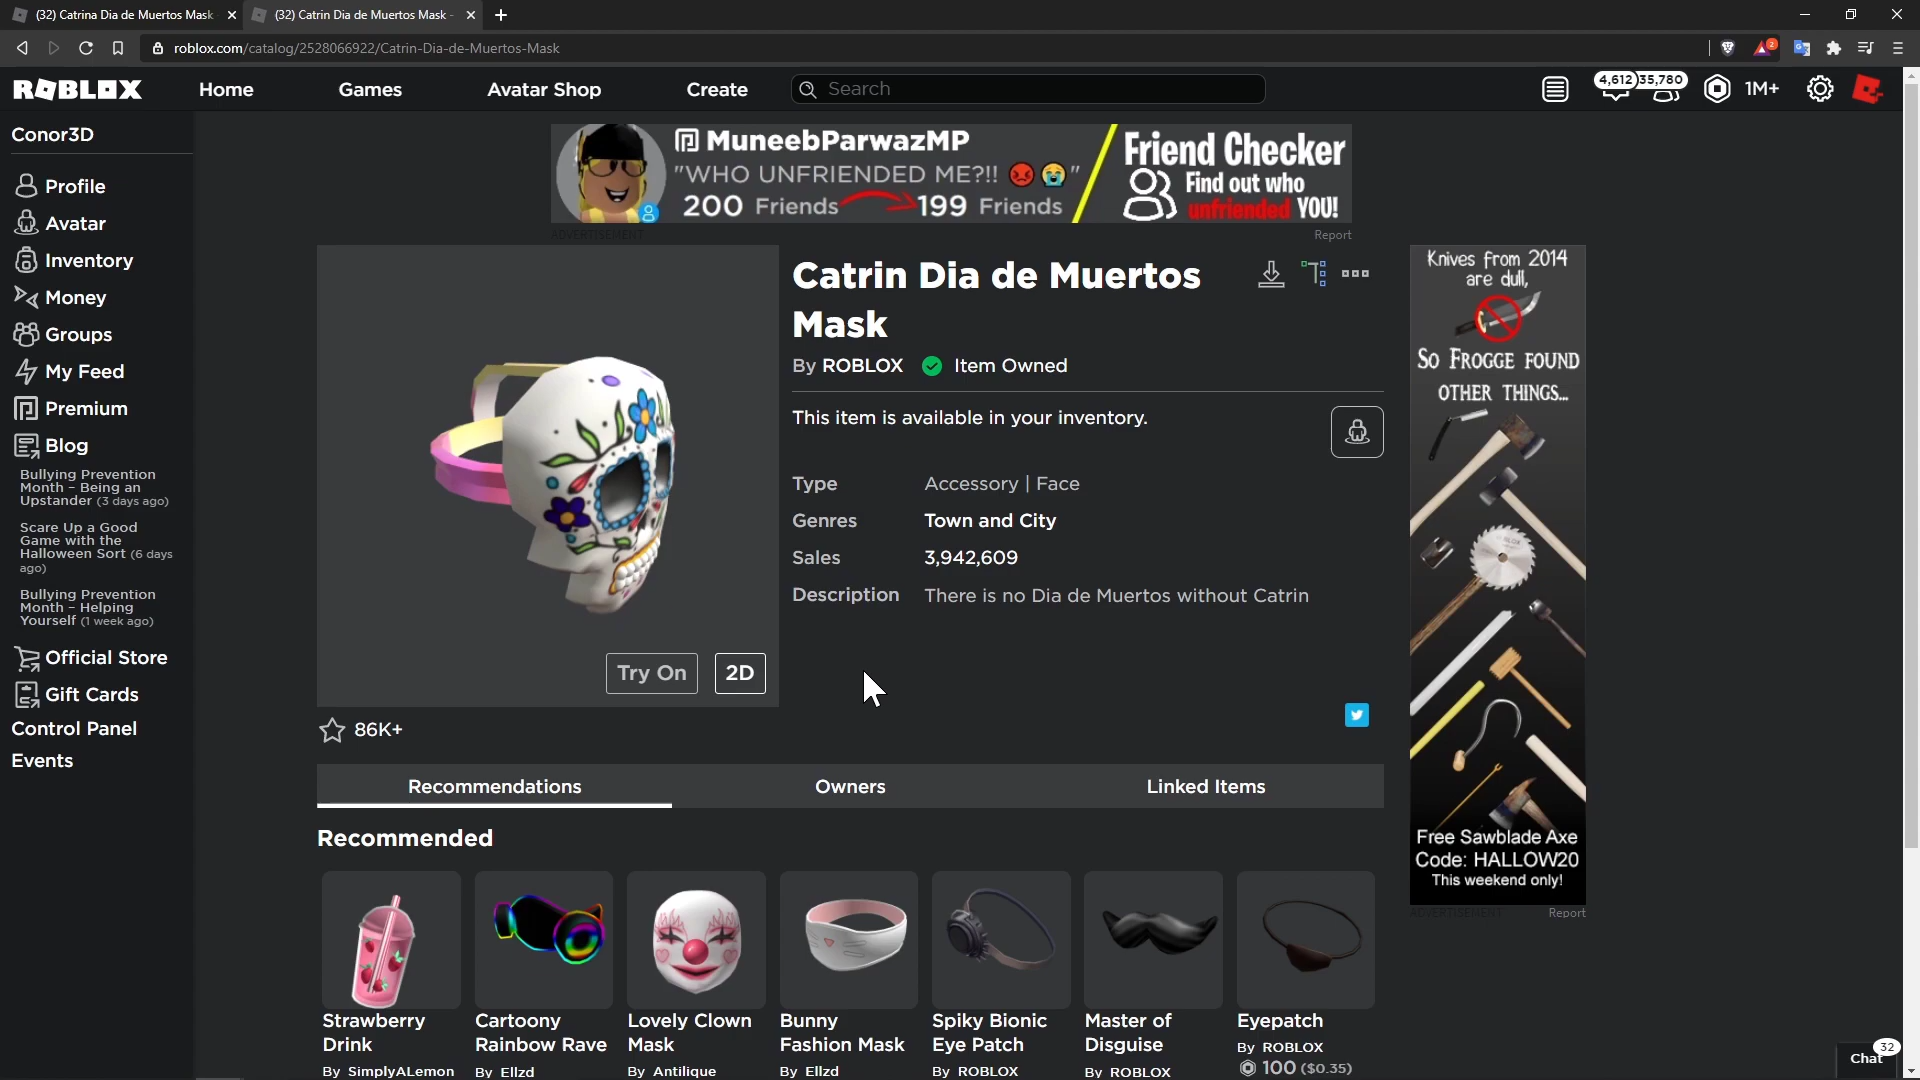 (32) Catrina Dia de Muertos Mask
(32) Catrin Dia de Muertos Mask -
roblox.com/catalog/2528066922/Catrin-Dia-de-Muertos-Mask
2
ROBLOX
Home
Games
Avatar Shop
Create
Search
4,612
35,780
1M+
Conor3D
Profile
Avatar
Inventory
Money
Groups
My Feed
Premium
Blog
Bullying Prevention
Month - Being an
Upstander (3 days ago)
Scare Up a Good
Game with the
Halloween Sort (6 days
ago)
Bullying Prevention
Month - Helping
Yourself (1 week ago)
Official Store
Gift Cards
Control Panel
Events
MuneebParwazMP
"WHO UNFRIENDED ME?!! 😡 😭 "
200 Friends 199 Friends
Friend Checker
Find out who
unfriended YOU!
ADVERTISEMENT
Report
Catrin Dia de Muertos
Mask
By ROBLOX Item Owned
This item is available in your inventory.
Type Accessory | Face
Genres Town and City
Sales 3,942,609
Description There is no Dia de Muertos without Catrin
Try On
2D
86K+
Recommendations
Owners
Linked Items
Recommended
Strawberry
Drink
By SimplyALemon
Cartoony
Rainbow Rave
By Ellzd
Lovely Clown
Mask
By Antilique
Bunny
Fashion Mask
By Ellzd
Spiky Bionic
Eye Patch
By ROBLOX
Master of
Disguise
By ROBLOX
Eyepatch
By ROBLOX
100 ($0.35)
Knives from 2014
are dull,
So Frogge found
other things...
Free Sawblade Axe
Code: HALLOW20
This weekend only!
ADVERTISEMENT
Report
Chat
32